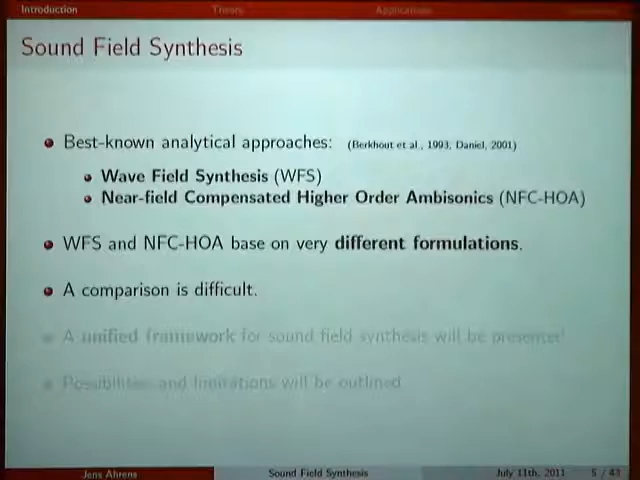 Introduction Theory Applications
Sound Field Synthesis
Best-known analytical approaches: (Berkhout et al., 1993, Daniel, 2001)
Wave Field Synthesis (WFS)
Near-field Compensated Higher Order Ambisonics (NFC-HOA)
WFS and NFC-HOA base on very different formulations.
A comparison is difficult.
A unified framework for sound field synthesis will be presented
Possibilities and limitations will be outlined
Jens Ahrens Sound Field Synthesis July 11th, 2011 5 / 43